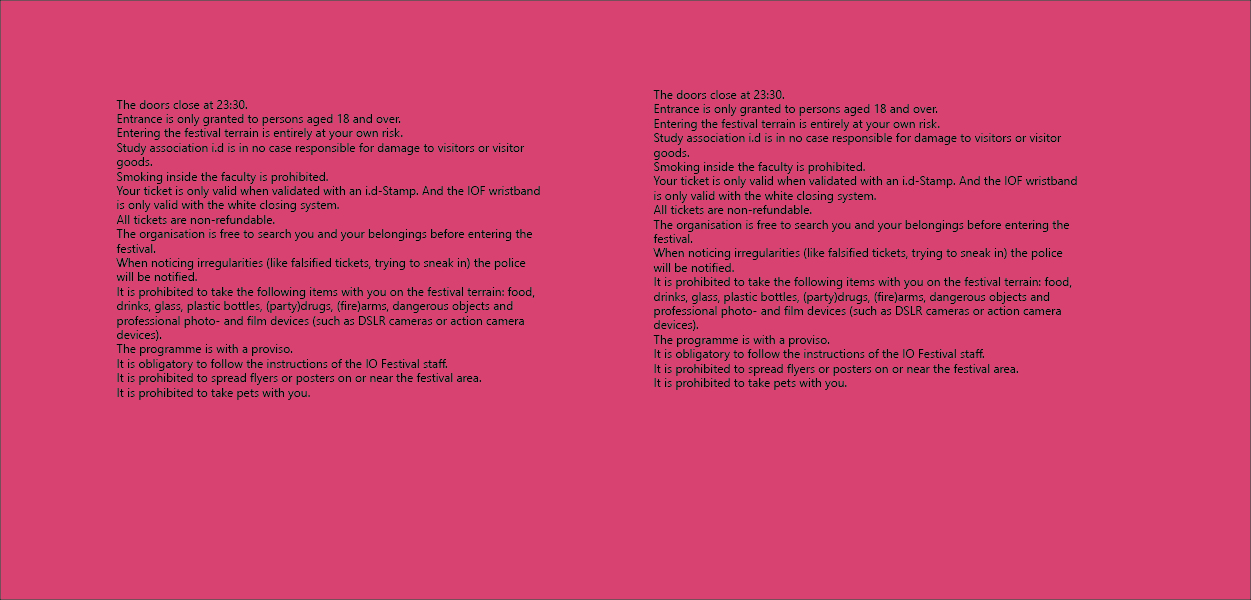 The doors close at 23:30.
Entrance is only granted to persons aged 18 and over.
Entering the festival terrain is entirely at your own risk.
Study association i.d is in no case responsible for damage to visitors or visitor
goods.
Smoking inside the faculty is prohibited.
Your ticket is only valid when validated with an i.d-Stamp. And the IOF wristband
is only valid with the white closing system.
All tickets are non-refundable.
The organisation is free to search you and your belongings before entering the
festival.
When noticing irregularities (like falsified tickets, trying to sneak in) the police
will be notified.
It is prohibited to take the following items with you on the festival terrain: food,
drinks, glass, plastic bottles, (party)drugs, (fire)arms, dangerous objects and
professional photo- and film devices (such as DSLR cameras or action camera
devices).
The programme is with a proviso.
It is obligatory to follow the instructions of the IO Festival staff.
It is prohibited to spread flyers or posters on or near the festival area.
It is prohibited to take pets with you.
The doors close at 23:30.
Entrance is only granted to persons aged 18 and over.
Entering the festival terrain is entirely at your own risk.
Study association i.d is in no case responsible for damage to visitors or visitor
goods.
Smoking inside the faculty is prohibited.
Your ticket is only valid when validated with an i.d-Stamp. And the IOF wristband
is only valid with the white closing system.
All tickets are non-refundable.
The organisation is free to search you and your belongings before entering the
festival.
When noticing irregularities (like falsified tickets, trying to sneak in) the police
will be notified.
It is prohibited to take the following items with you on the festival terrain: food,
drinks, glass, plastic bottles, (party)drugs, (fire)arms, dangerous objects and
professional photo- and film devices (such as DSLR cameras or action camera
devices).
The programme is with a proviso.
It is obligatory to follow the instructions of the IO Festival staff.
It is prohibited to spread flyers or posters on or near the festival area.
It is prohibited to take pets with you.